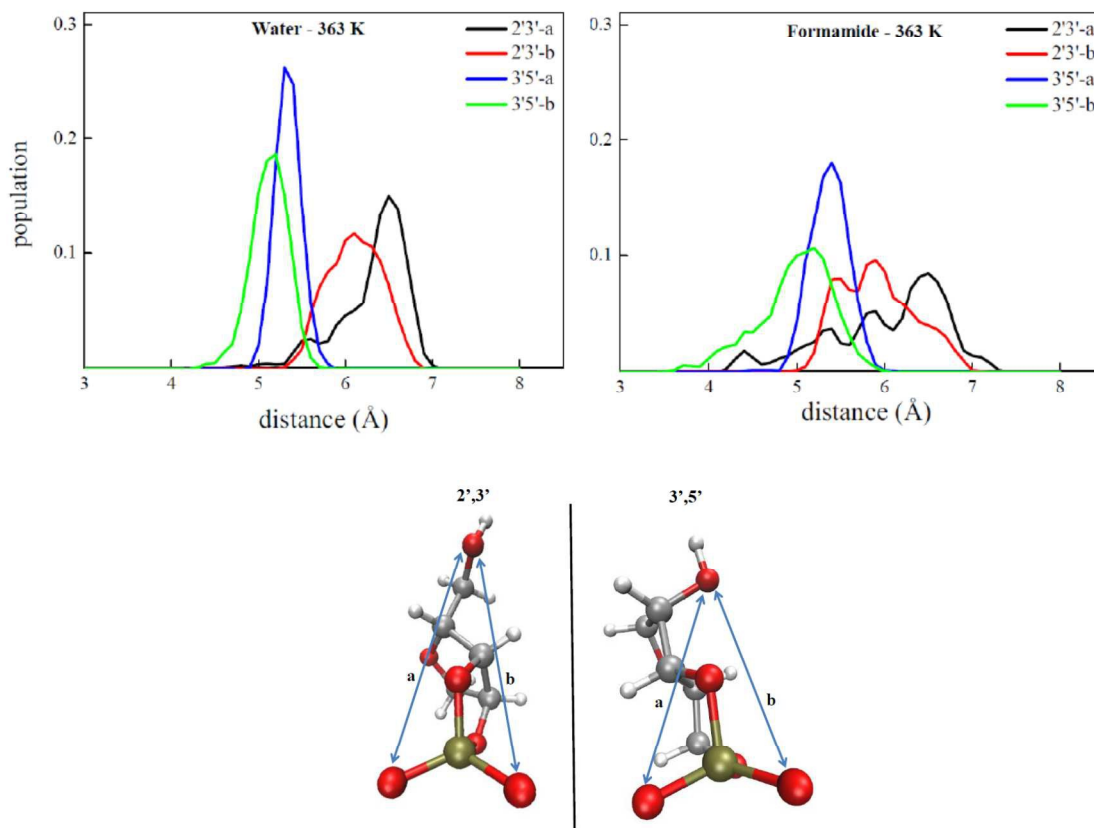 Water - 363 K
2'3'-a
2'3'-b
3'5'-a
3'5'-b
0.3
0.2
0.1
population
3 4 5 6 7 8
distance (Å)
Formamide - 363 K
2'3'-a
2'3'-b
3'5'-a
3'5'-b
0.3
0.2
0.1
3 4 5 6 7 8
distance (Å)
2’,3’
3’,5’
a
b
a
b